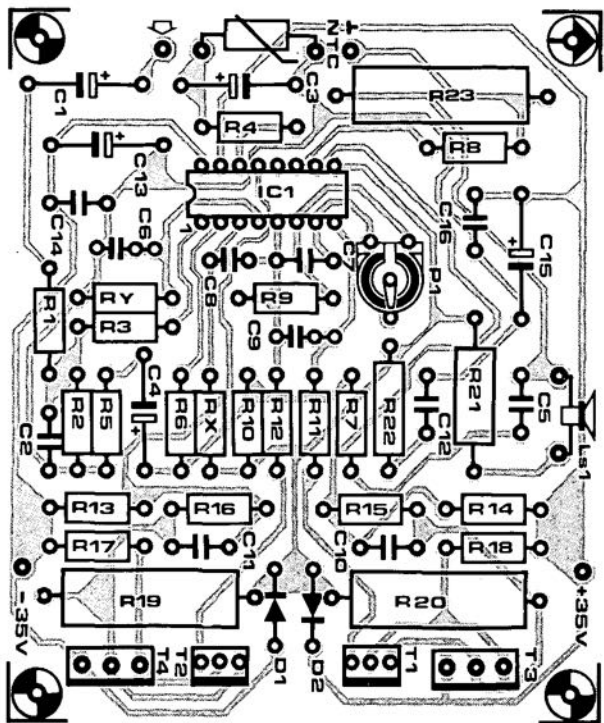 ⊥
NTC
C1
C3
R23
R4
R8
C13
IC1
1
C14
C6
C16
C15
C8
C7
P1
R1
RY
R9
R3
C9
C4
R21
C2
R2
R5
R6
RX
R10
R12
R11
R7
R22
C12
C5
Ls1
R13
R16
R15
R14
R17
C11
C10
R18
-35V
R19
R20
+35V
T4
T2
D1
D2
T1
T3